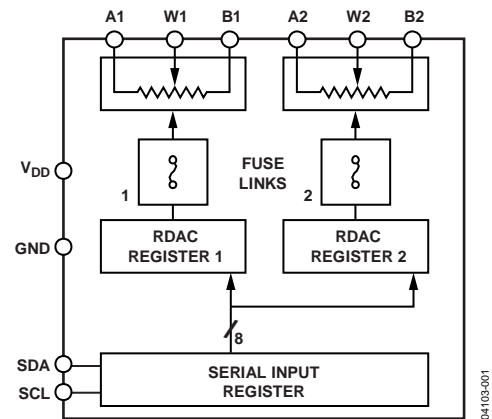 A1 W1 B1 A2 W2 B2
V_DD
FUSE
LINKS
1 2
GND
RDAC
REGISTER 1
RDAC
REGISTER 2
8
SDA
SCL
SERIAL INPUT
REGISTER
04103-001